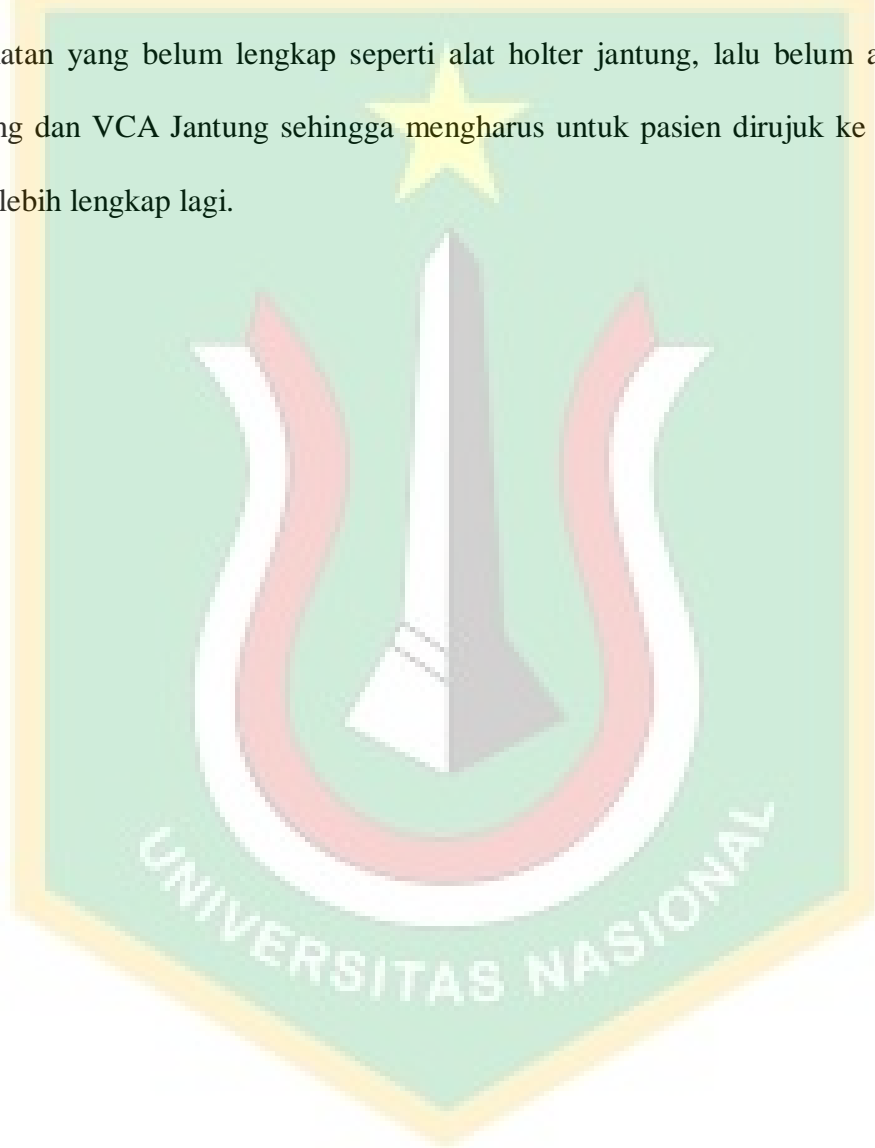 atan yang belum lengkap seperti alat holter jantung, lalu belum a
ng dan VCA Jantung sehingga mengharus untuk pasien dirujuk ke
lebih lengkap lagi.
UNIVERSITAS NASIONAL